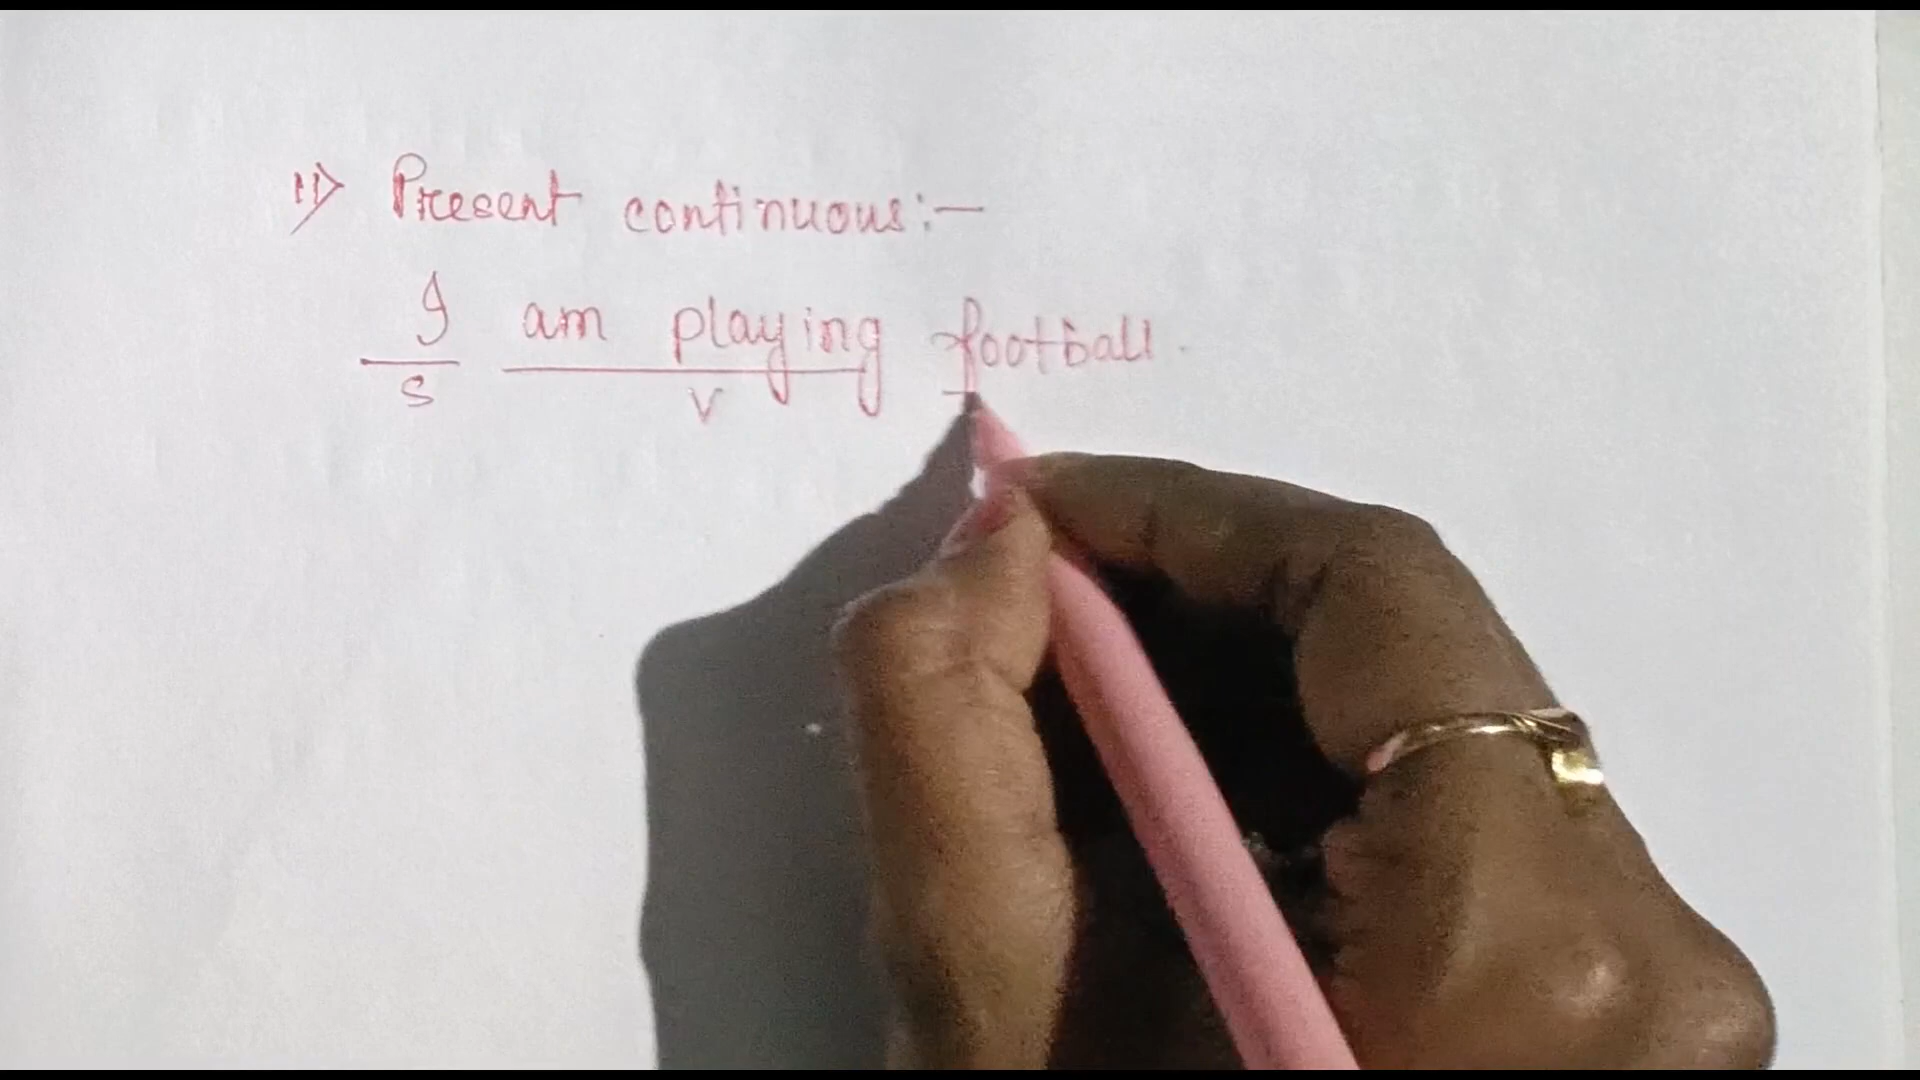 11> Present continuous:-
I am playing football.
S V